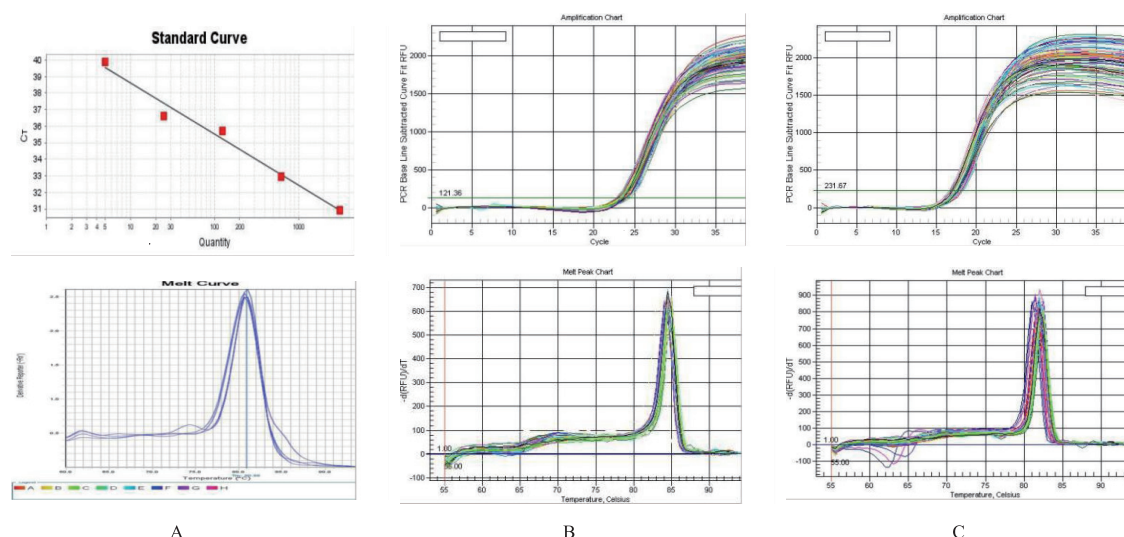 Standard Curve
40
39
38
37
36
35
34
33
32
31
CT
1 2 3 4 5 10 20 30 100 200 1000
Quantity
Amplification Chart
PCR Base Line Subtracted Curve Fit RFU
2000
1500
1000
500
0
121.36
0 5 10 15 20 25 30 35
Cycle
Amplification Chart
PCR Base Line Subtracted Curve Fit RFU
2000
1500
1000
500
0
231.67
0 5 10 15 20 25 30 35
Cycle
Melt Curve
Temperature (°C)
A B C D E F G H
Melt Peak Chart
-d(RFU)/dT
700
600
500
400
300
200
100
0
-100
1.00
55 60 65 70 75 80 85 90
Temperature, Celsius
Melt Peak Chart
-d(RFU)/dT
900
800
700
600
500
400
300
200
100
0
-100
1.00
55.00
55 60 65 70 75 80 85 90
Temperature, Celsius
A
B
C